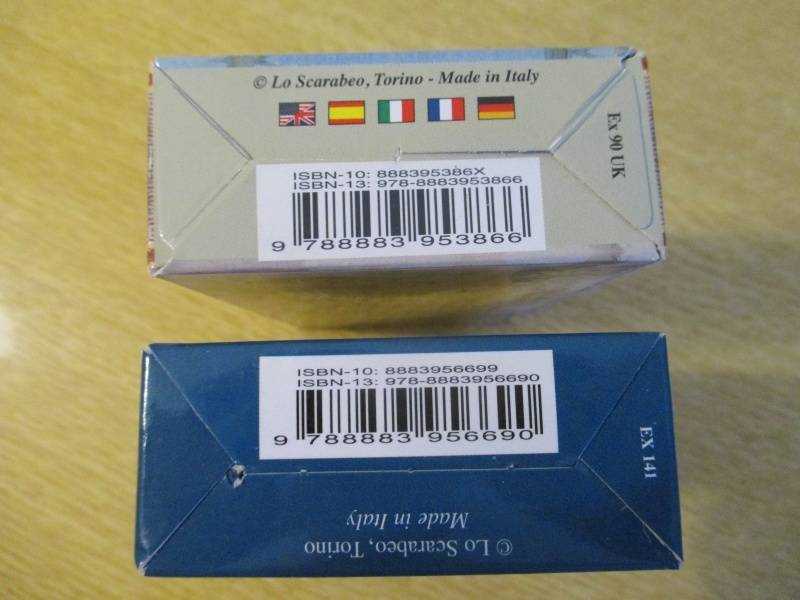 © Lo Scarabeo, Torino - Made in Italy
Ex 90 UK
ISBN-10: 888395386X
ISBN-13: 978-8883953866
9 788883 953866
ISBN-10: 8883956699
ISBN-13: 978-8883956690
9 788883 956690
EX 141
© Lo Scarabeo, Torino
Made in Italy